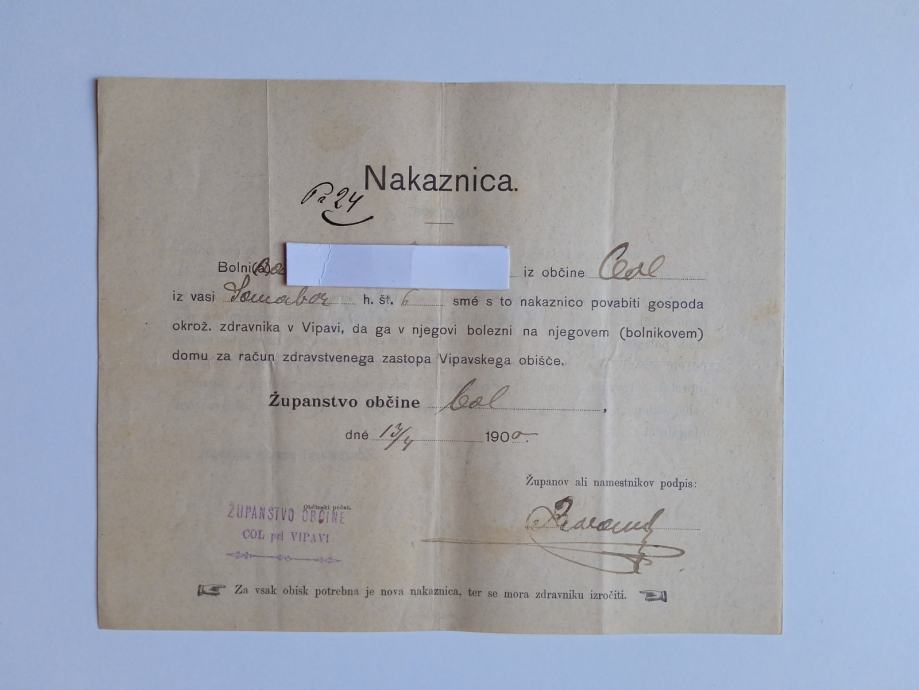 Nakaznica.
24
iz občine Col
iz vasi h. št. 6 smé s to nakaznico povabiti gospoda
okrož. zdravnika v Vipavi, da ga v njegovi bolezni na njegovem (bolnikovem)
domu za račun zdravstvenega zastopa Vipavskega obišče.
Županstvo občine Col,
dné 13/4 1900.
Županov ali namestnikov podpis:
Občinski pečat.
ŽUPANSTVO OBČINE
COL pri VIPAVI
Za vsak obisk potrebna je nova nakaznica, ter se mora zdravniku izročiti.